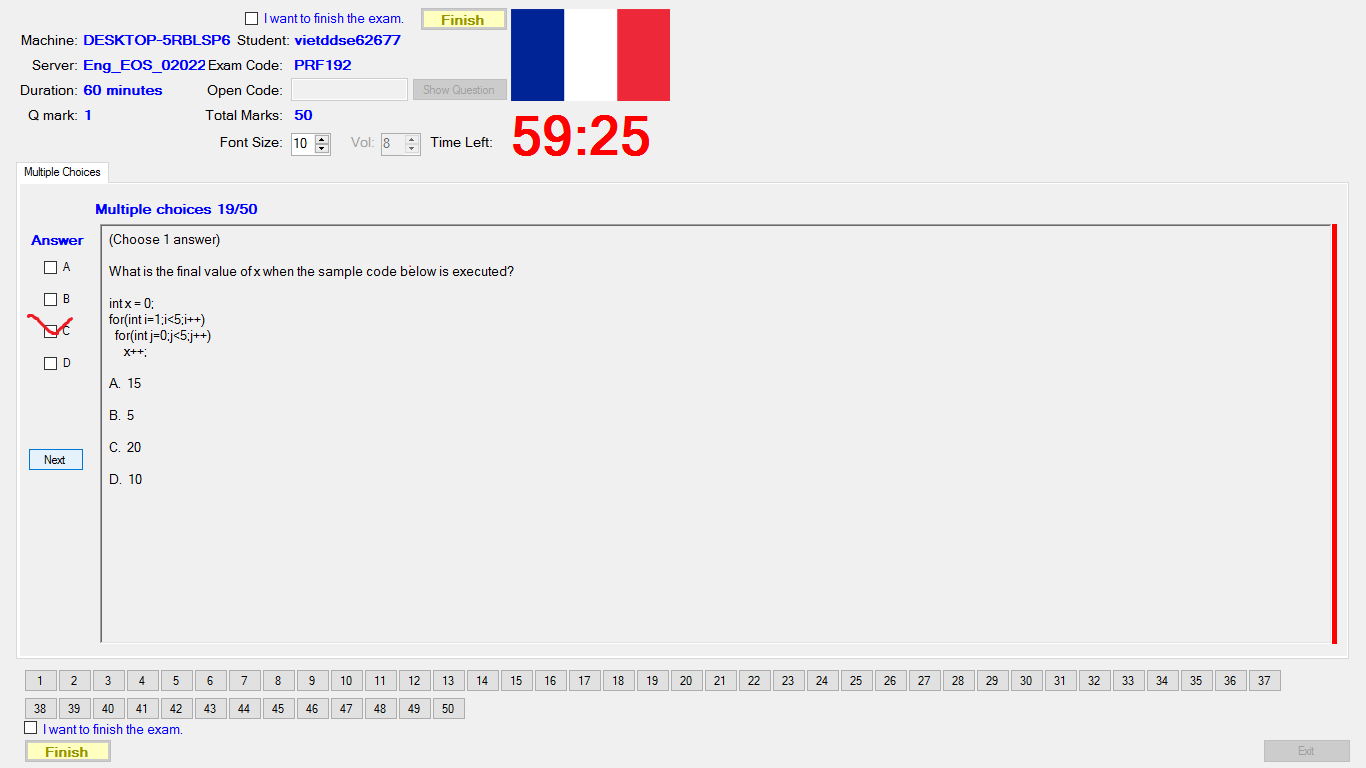 I want to finish the exam. Finish
Machine: DESKTOP-5RBLSP6 Student: vietddse62677
Server: Eng_EOS_02022 Exam Code: PRF192
Duration: 60 minutes Open Code: Show Question
Q mark: 1 Total Marks: 50
59:25
Font Size: 10 Vol: 8 Time Left:
Multiple Choices
Multiple choices 19/50
Answer
A
B
C
D
Next
(Choose 1 answer)
What is the final value of x when the sample code below is executed?
int x = 0;
for(int i=1;i<5;i++)
for(int j=0;j<5;j++)
x++;
A. 15
B. 5
C. 20
D. 10
1 2 3 4 5 6 7 8 9 10 11 12 13 14 15 16 17 18 19 20 21 22 23 24 25 26 27 28 29 30 31 32 33 34 35 36 37
38 39 40 41 42 43 44 45 46 47 48 49 50
I want to finish the exam.
Finish Exit